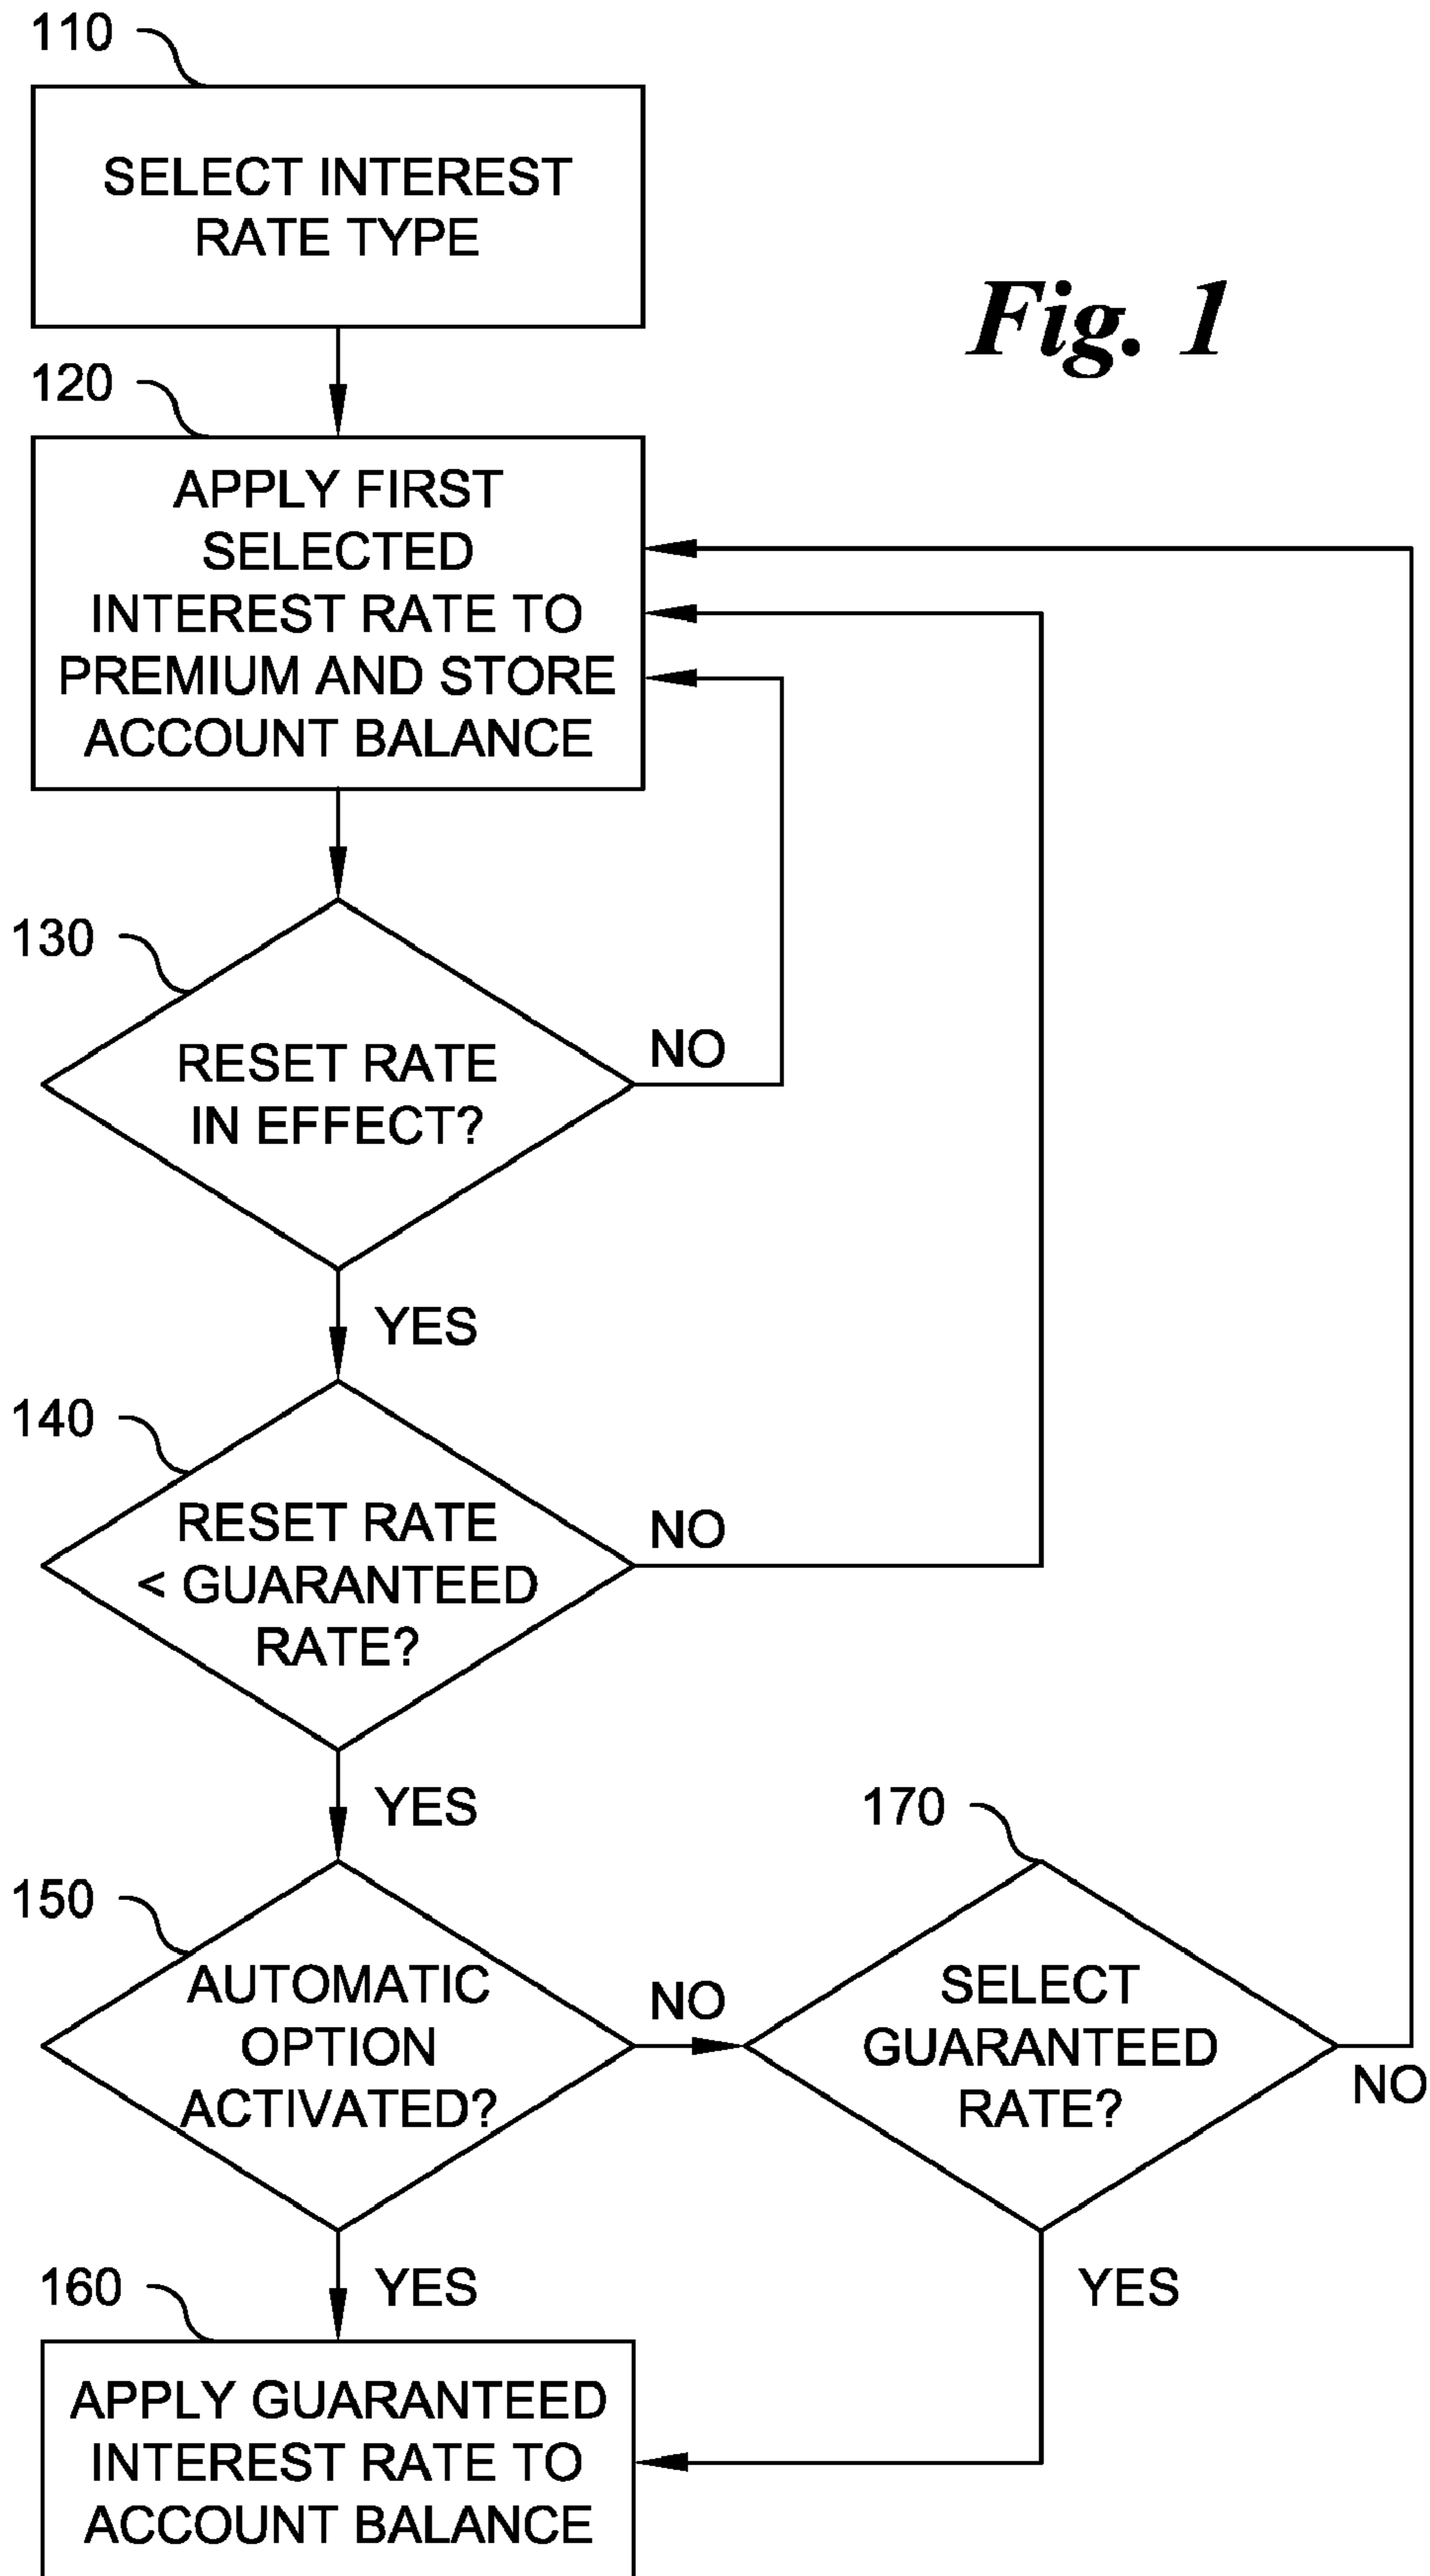 110
SELECT INTEREST
RATE TYPE
Fig. 1
120
APPLY FIRST
SELECTED
INTEREST RATE TO
PREMIUM AND STORE
ACCOUNT BALANCE
130
RESET RATE
IN EFFECT?
NO
YES
140
RESET RATE
< GUARANTEED
RATE?
NO
YES
150
AUTOMATIC
OPTION
ACTIVATED?
NO
170
SELECT
GUARANTEED
RATE?
NO
YES
YES
160
APPLY GUARANTEED
INTEREST RATE TO
ACCOUNT BALANCE